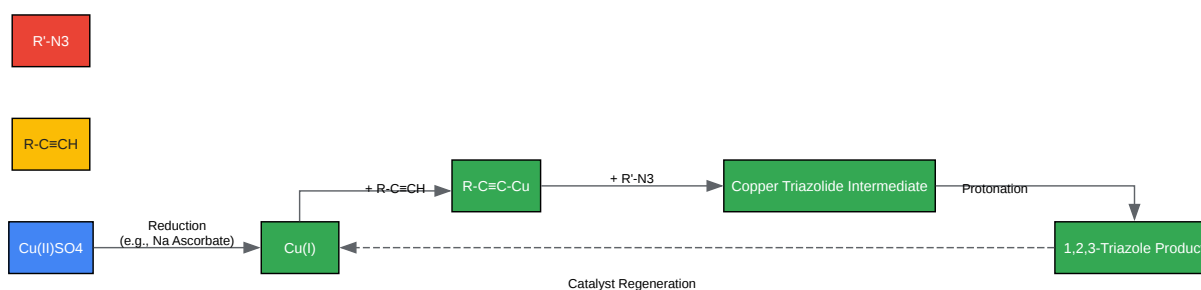 R'-N3
R-C≡CH
Cu(II)SO4
Reduction
(e.g., Na Ascorbate)
Cu(I)
+ R-C≡CH
R-C≡C-Cu
+ R'-N3
Copper Triazolide Intermediate
Protonation
1,2,3-Triazole Produc
Catalyst Regeneration